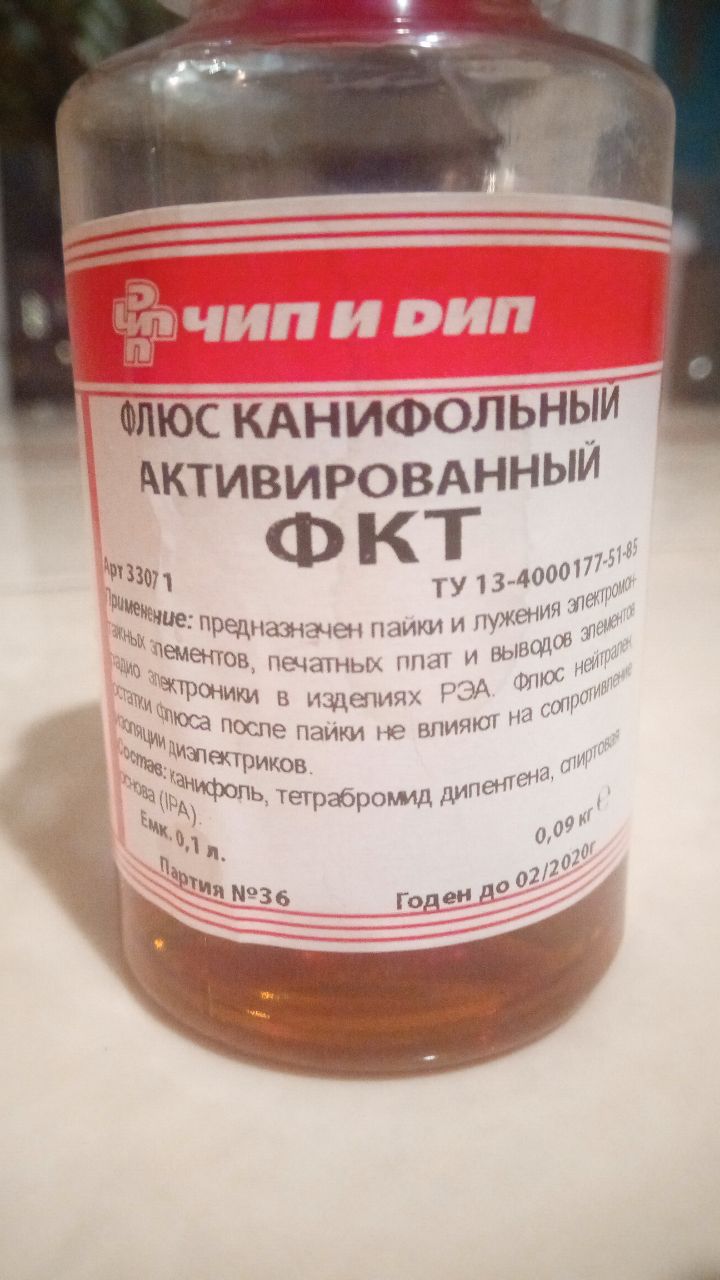 ЧИП ДИП
ЧИП И DИП
ФЛЮС КАНИФОЛЬНЫЙ
АКТИВИРОВАННЫЙ
ФКТ
Арт 33071
ТУ 13-4000177-51-85
Применение: предназначен пайки и лужения электромон-
тажных элементов, печатных плат и выводов элементов
радио электроники в изделиях РЭА. Флюс нейтрален,
остатки флюса после пайки не влияют на сопротивление
изоляции диэлектриков.
Состав: канифоль, тетрабромид дипентена, спиртовая
основа (IPA).
Емк. 0,1 л.
0,09 кг ℮
Партия №36
Годен до 02/2020г